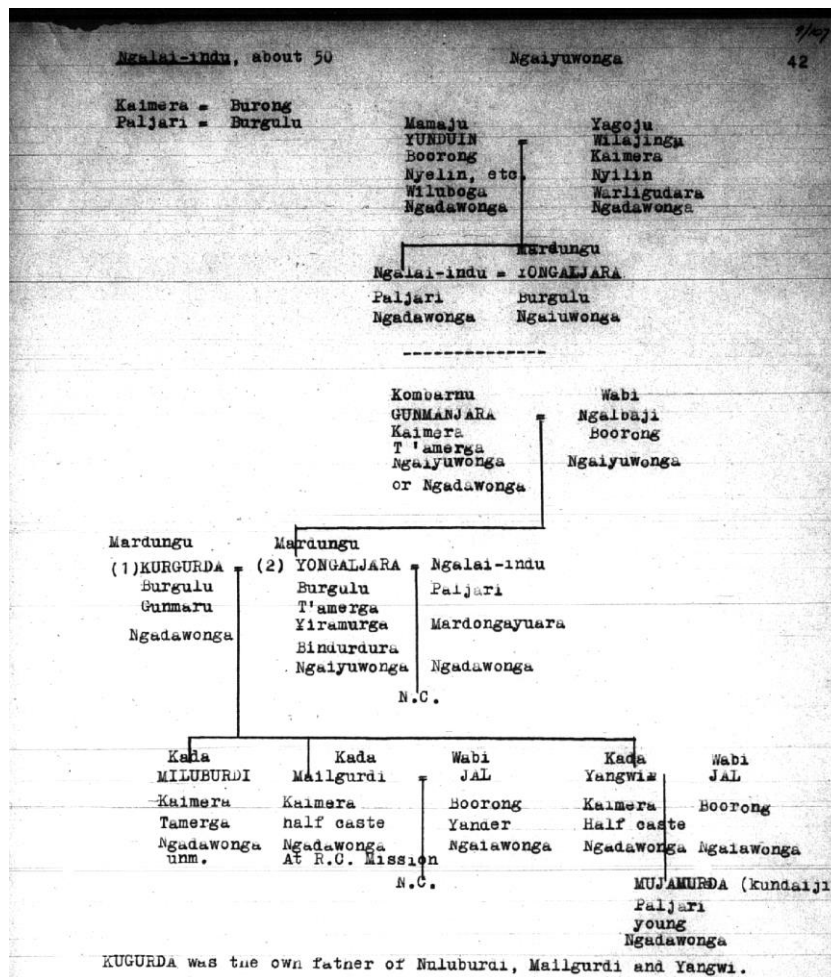 9/107
Ngalai-indu, about 50 Ngaiyuwonga 42
Kaimera = Burong
Paljari = Burgulu
Mamaju Yagoju
YUNDUIN = Wilajingu
Boorong Kaimera
Nyelin, etc. Nyilin
Wiluboga Warligudara
Ngadawonga Ngadawonga
Mardungu
Ngalai-indu = YONGALJARA
Paljari Burgulu
Ngadawonga Ngaiuwonga
--------------
Kombarnu Wabi
GUNMANJARA = Ngalbaji
Kaimera Boorong
T'amerga
Ngaiyuwonga Ngaiyuwonga
or Ngadawonga
Mardungu Mardungu
(1)KURGURDA = (2) YONGALJARA = Ngalai-indu
Burgulu Burgulu Paljari
Gunmaru T'amerga
Yiramurga Mardongayuara
Ngadawonga Bindurdura
Ngaiyuwonga Ngadawonga
N.C.
Kada Kada Wabi Kada Wabi
MILUBURDI Mailgurdi = JAL Yangwi= JAL
Kaimera Kaimera Boorong Kaimera Boorong
Tamerga half caste Yander Half caste
Ngadawonga Ngadawonga Ngaiawonga Ngadawonga Ngaiawonga
unm. At R.C. Mission
N.C. MUJAMURDA (kundaiji
Paljari
young
Ngadawonga
KUGURDA was the own father of Nuluburdi, Mailgurdi and Yangwi.